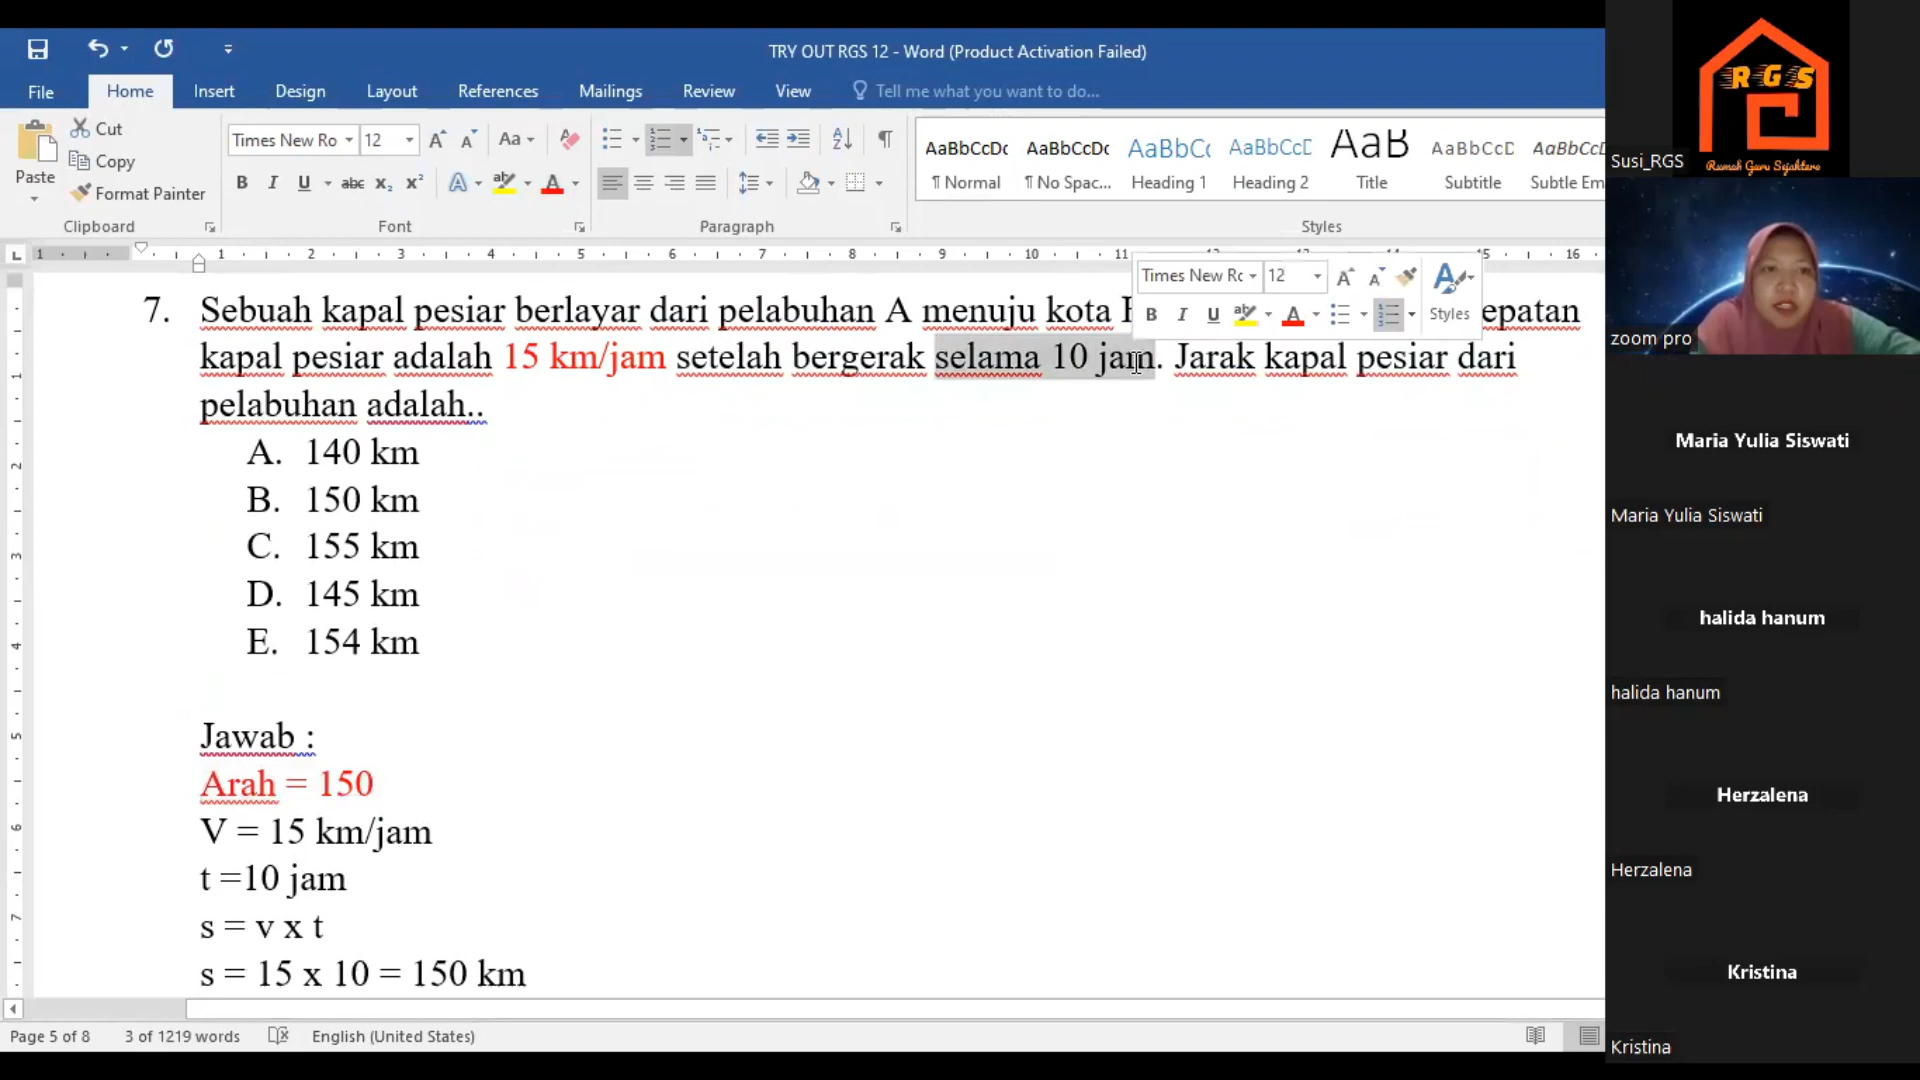 TRY OUT RGS 12 - Word (Product Activation Failed)
File Home Insert Design Layout References Mailings Review View Tell me what you want to do...
Paste
Cut
Copy
Format Painter
Clipboard
Times New Ro 12
Font
Paragraph
AaBbCcDc AaBbCcDc AaBbCc AaBbCcE AaB AaBbCcD AaBbCcD
¶ Normal ¶ No Spac... Heading 1 Heading 2 Title Subtitle Subtle Em
Styles
Times New Rc 12
Styles
7. Sebuah kapal pesiar berlayar dari pelabuhan A menuju kota epatan
kapal pesiar adalah 15 km/jam setelah bergerak selama 10 jam. Jarak kapal pesiar dari
pelabuhan adalah..
A. 140 km
B. 150 km
C. 155 km
D. 145 km
E. 154 km
Jawab :
Arah = 150
V = 15 km/jam
t =10 jam
s = v x t
s = 15 x 10 = 150 km
Page 5 of 8 3 of 1219 words English (United States)
RGS
Rumah Guru Sejahtera
Susi_RGS
zoom pro
Maria Yulia Siswati
Maria Yulia Siswati
halida hanum
halida hanum
Herzalena
Herzalena
Kristina
Kristina